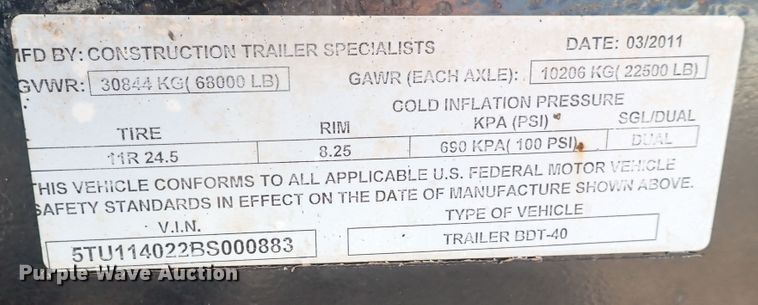 MFD BY: CONSTRUCTION TRAILER SPECIALISTS DATE: 03/2011
GVWR: 30844 KG( 68000 LB) GAWR (EACH AXLE): 10206 KG( 22500 LB)
COLD INFLATION PRESSURE
TIRE RIM KPA (PSI) SGL/DUAL
11R 24.5 8.25 690 KPA( 100 PSI) DUAL
THIS VEHICLE CONFORMS TO ALL APPLICABLE U.S. FEDERAL MOTOR VEHICLE
SAFETY STANDARDS IN EFFECT ON THE DATE OF MANUFACTURE SHOWN ABOVE.
V.I.N. TYPE OF VEHICLE
5TU114022BS000883 TRAILER BDT-40
Purple Wave Auction